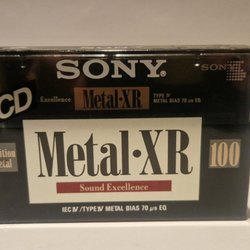 SONY
SONY
CD
Excellence
Metal·XR
TYPE IV
METAL BIAS 70 µs EQ
Metal·XR
100
Sound Excellence
IEC IV/TYPE IV METAL BIAS 70 µs EQ